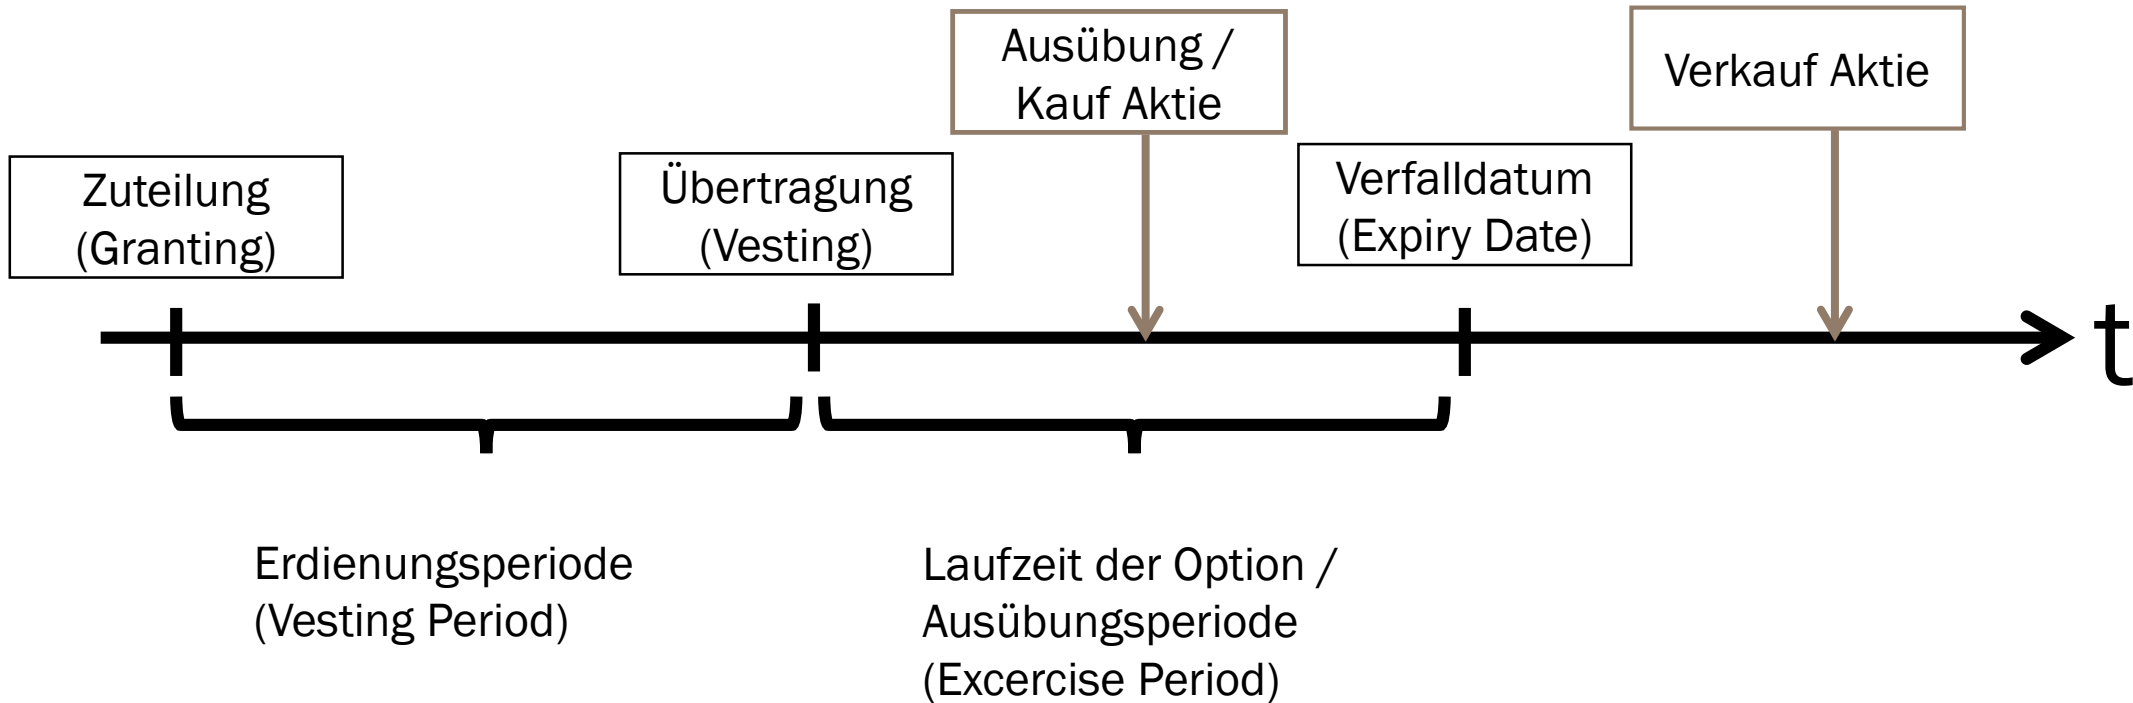 Ausübung /
Kauf Aktie
Verkauf Aktie
Zuteilung
(Granting)
Übertragung
(Vesting)
Verfalldatum
(Expiry Date)
t
Erdienungsperiode
(Vesting Period)
Laufzeit der Option /
Ausübungsperiode
(Excercise Period)